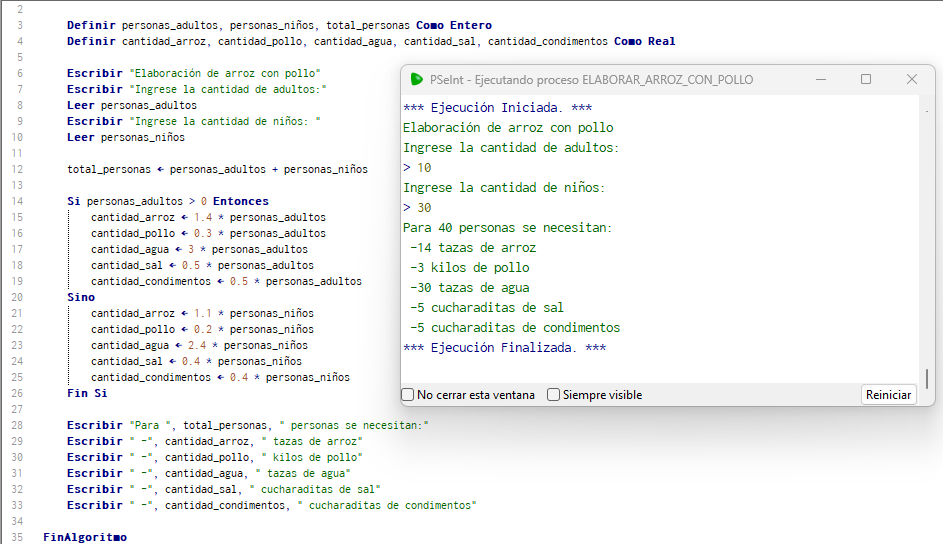 2
3 Definir personas_adultos, personas_niños, total_personas Como Entero
4 Definir cantidad_arroz, cantidad_pollo, cantidad_agua, cantidad_sal, cantidad_condimentos Como Real
5
6 Escribir "Elaboración de arroz con pollo"
7 Escribir "Ingrese la cantidad de adultos:"
8 Leer personas_adultos
9 Escribir "Ingrese la cantidad de niños: "
10 Leer personas_niños
11
12 total_personas ← personas_adultos + personas_niños
13
14 Si personas_adultos > 0 Entonces
15 cantidad_arroz ← 1.4 * personas_adultos
16 cantidad_pollo ← 0.3 * personas_adultos
17 cantidad_agua ← 3 * personas_adultos
18 cantidad_sal ← 0.5 * personas_adultos
19 cantidad_condimentos ← 0.5 * personas_adultos
20 Sino
21 cantidad_arroz ← 1.1 * personas_niños
22 cantidad_pollo ← 0.2 * personas_niños
23 cantidad_agua ← 2.4 * personas_niños
24 cantidad_sal ← 0.4 * personas_niños
25 cantidad_condimentos ← 0.4 * personas_niños
26 Fin Si
27
28 Escribir "Para ", total_personas, " personas se necesitan:"
29 Escribir " -", cantidad_arroz, " tazas de arroz"
30 Escribir " -", cantidad_pollo, " kilos de pollo"
31 Escribir " -", cantidad_agua, " tazas de agua"
32 Escribir " -", cantidad_sal, " cucharaditas de sal"
33 Escribir " -", cantidad_condimentos, " cucharaditas de condimentos"
34
35 FinAlgoritmo
PSeInt - Ejecutando proceso ELABORAR_ARROZ_CON_POLLO
*** Ejecución Iniciada. ***
Elaboración de arroz con pollo
Ingrese la cantidad de adultos:
> 10
Ingrese la cantidad de niños:
> 30
Para 40 personas se necesitan:
-14 tazas de arroz
-3 kilos de pollo
-30 tazas de agua
-5 cucharaditas de sal
-5 cucharaditas de condimentos
*** Ejecución Finalizada. ***
No cerrar esta ventana Siempre visible Reiniciar